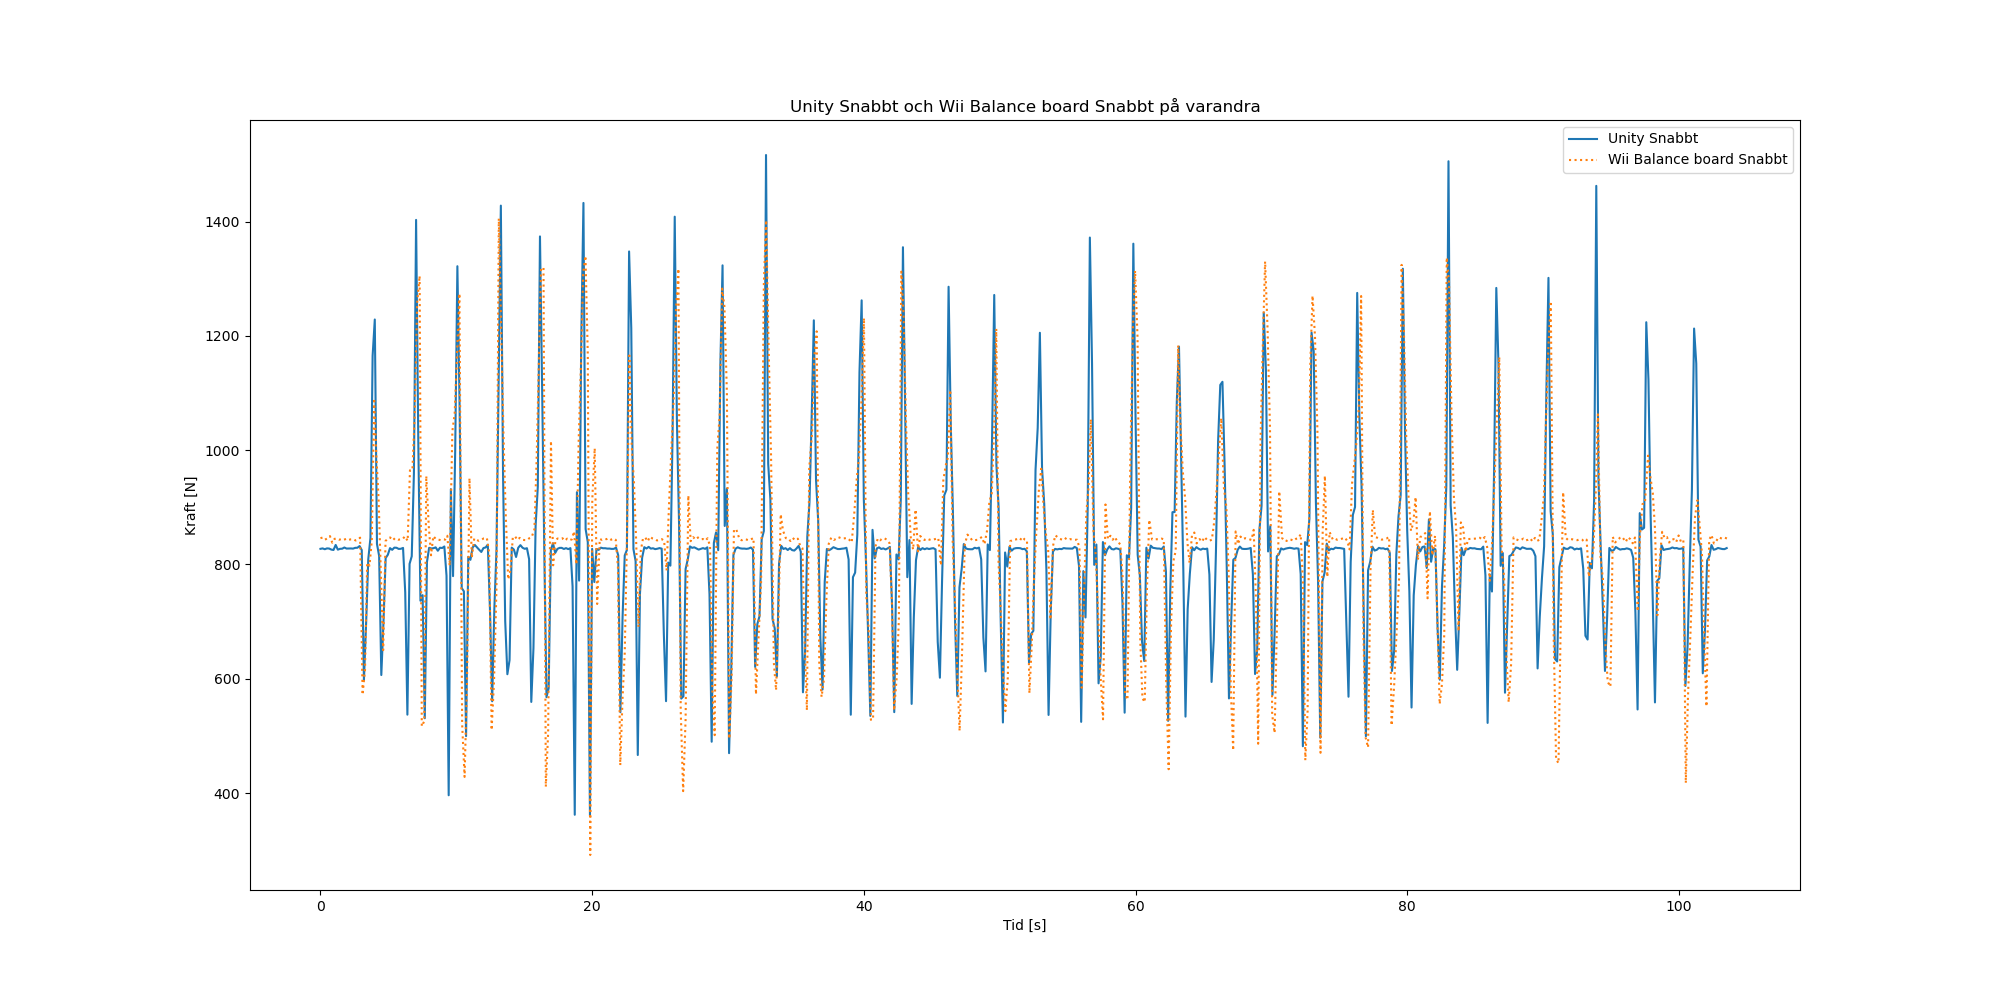 Unity Snabbt och Wii Balance board Snabbt på varandra
Unity Snabbt
Wii Balance board Snabbt
Kraft [N]
1400
1200
1000
800
600
400
0
20
40
60
80
100
Tid [s]